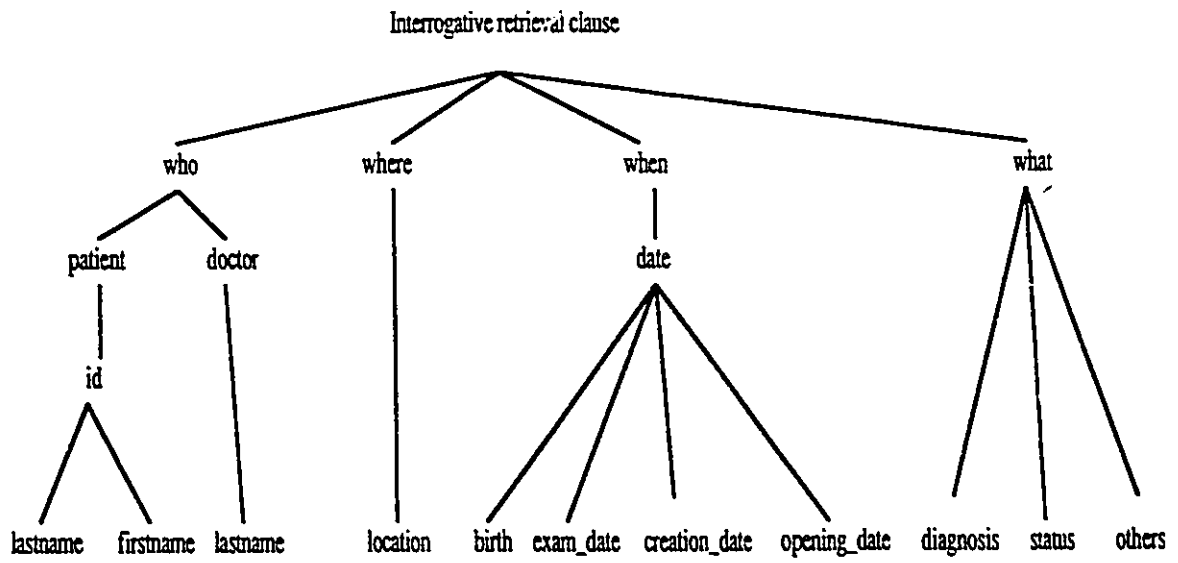 Interrogative retrieval clause
who where when what
patient doctor date
id
lastname firstname lastname location birth exam_date creation_date opening_date diagnosis status others